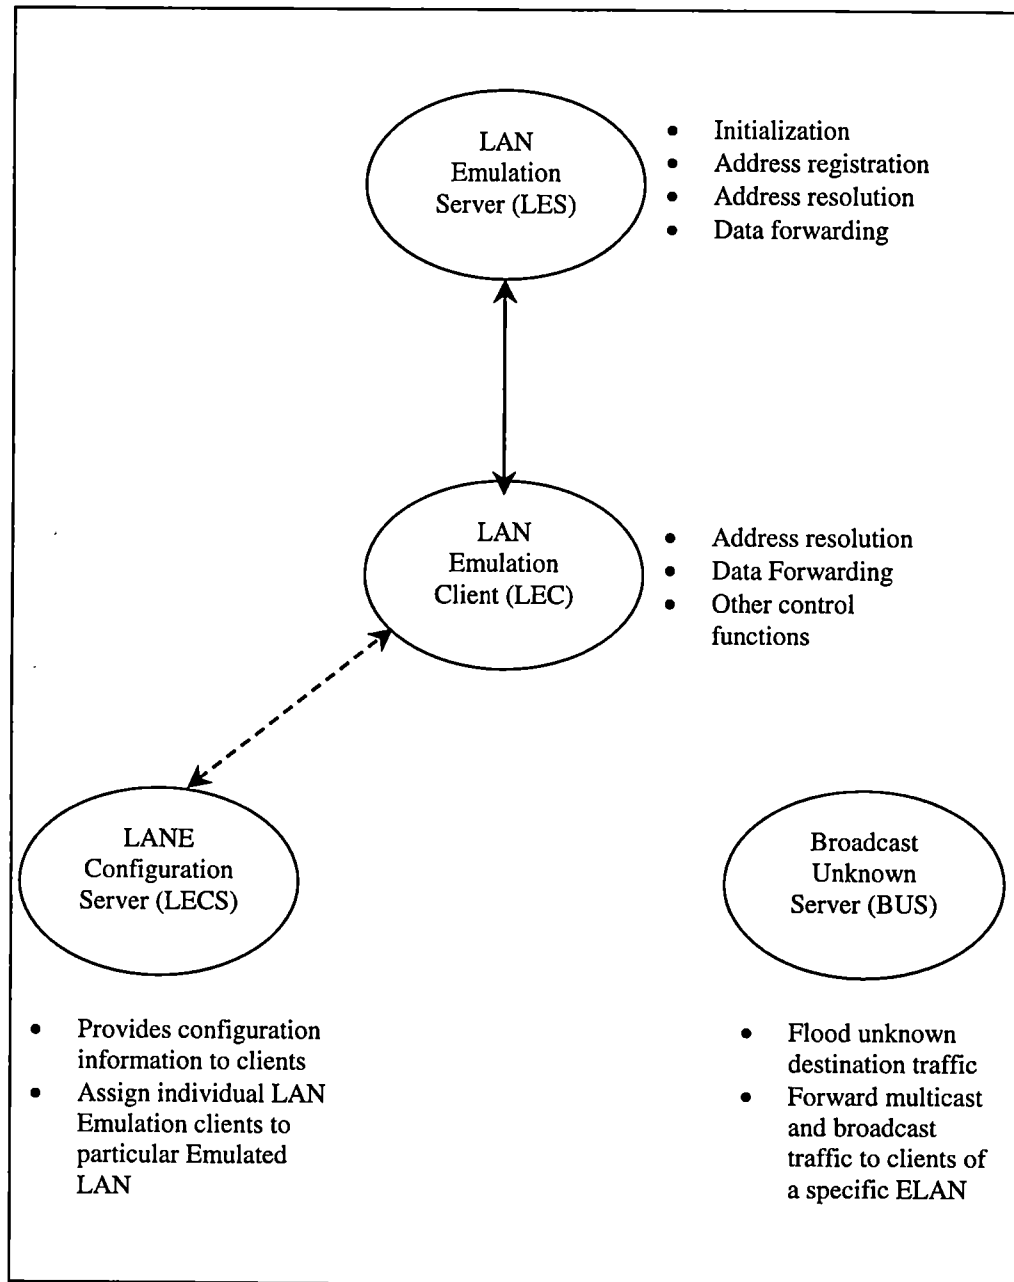 LAN
Emulation
Server (LES)
• Initialization
• Address registration
• Address resolution
• Data forwarding
LAN
Emulation
Client (LEC)
• Address resolution
• Data Forwarding
• Other control
functions
LANE
Configuration
Server (LECS)
Broadcast
Unknown
Server (BUS)
• Provides configuration
information to clients
• Assign individual LAN
Emulation clients to
particular Emulated
LAN
• Flood unknown
destination traffic
• Forward multicast
and broadcast
traffic to clients of
a specific ELAN